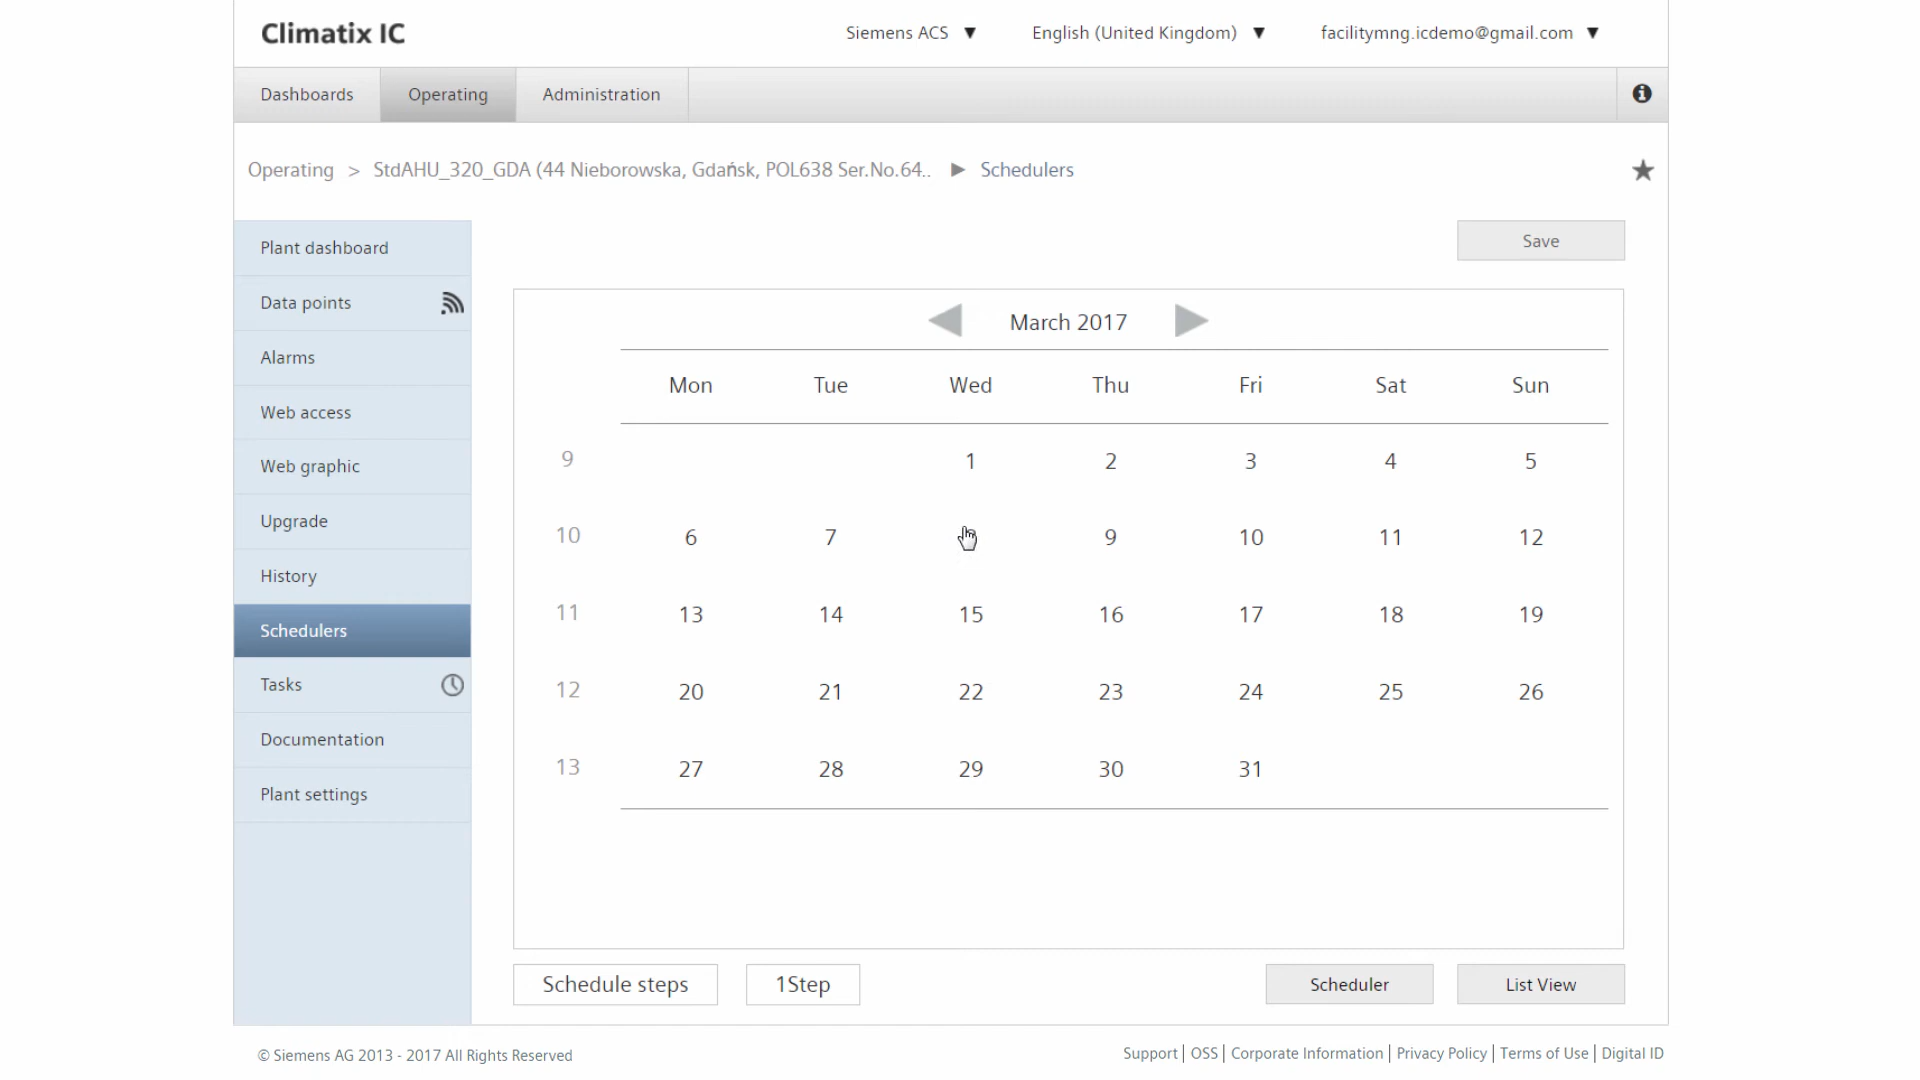 Climatix IC
Siemens ACS ▼ English (United Kingdom) ▼ facilitymng.icdemo@gmail.com ▼
Dashboards Operating Administration
Operating > StdAHU_320_GDA (44 Nieborowska, Gdańsk, POL638 Ser.No.64.. ▶ Schedulers
Plant dashboard
Data points
Alarms
Web access
Web graphic
Upgrade
History
Schedulers
Tasks
Documentation
Plant settings
Save
March 2017
Mon Tue Wed Thu Fri Sat Sun
9 1 2 3 4 5
10 6 7 9 10 11 12
11 13 14 15 16 17 18 19
12 20 21 22 23 24 25 26
13 27 28 29 30 31
Schedule steps 1Step Scheduler List View
© Siemens AG 2013 - 2017 All Rights Reserved
Support | OSS | Corporate Information | Privacy Policy | Terms of Use | Digital ID